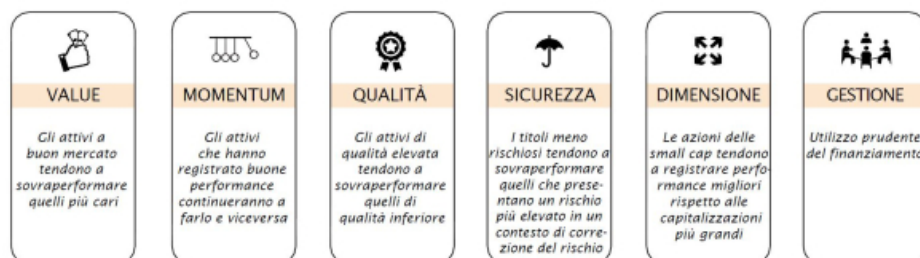 VALUE
Gli attivi a
buon mercato
tendono a
sovraperformare
quelli più cari
MOMENTUM
Gli attivi
che hanno
registrato buone
performance
continueranno a
farlo e viceversa
QUALITÀ
Gli attivi di
qualità elevata
tendono a
sovraperformare
quelli di
qualità inferiore
SICUREZZA
I titoli meno
rischiosi tendono a
sovraperformare
quelli che prese-
ntano un rischio
più elevato in un
contesto di corre-
zione del rischio
DIMENSIONE
Le azioni delle
small cap tendono
a registrare perfo-
rmance migliori
rispetto alle
capitalizzazioni
più grandi
GESTIONE
Utilizzo prudente
del finanziamento